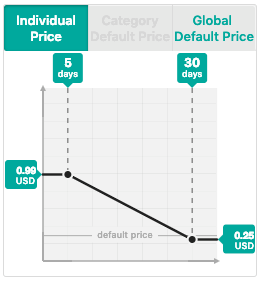 Individual
Price
Category
Default Price
Global
Default Price
5
days
30
days
0.99
USD
default price
0.25
USD